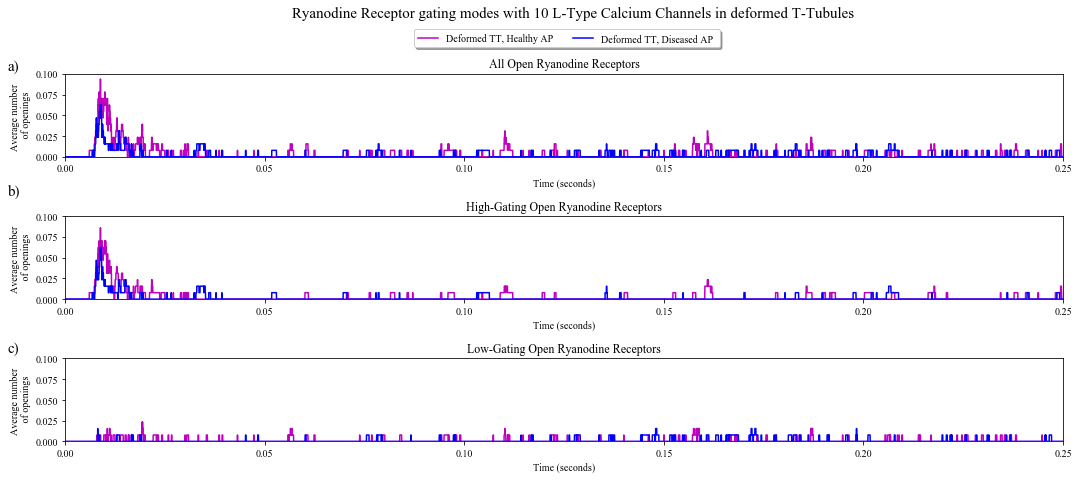 Ryanodine Receptor gating modes with 10 L-Type Calcium Channels in deformed T-Tubules
Deformed TT, Healthy AP
Deformed TT, Diseased AP
a)
All Open Ryanodine Receptors
Average number
of openings
0.100
0.075
0.050
0.025
0.000
0.00
0.05
0.10
0.15
0.20
0.25
Time (seconds)
b)
High-Gating Open Ryanodine Receptors
Average number
of openings
0.100
0.075
0.050
0.025
0.000
0.00
0.05
0.10
0.15
0.20
0.25
Time (seconds)
c)
Low-Gating Open Ryanodine Receptors
Average number
of openings
0.100
0.075
0.050
0.025
0.000
0.00
0.05
0.10
0.15
0.20
0.25
Time (seconds)